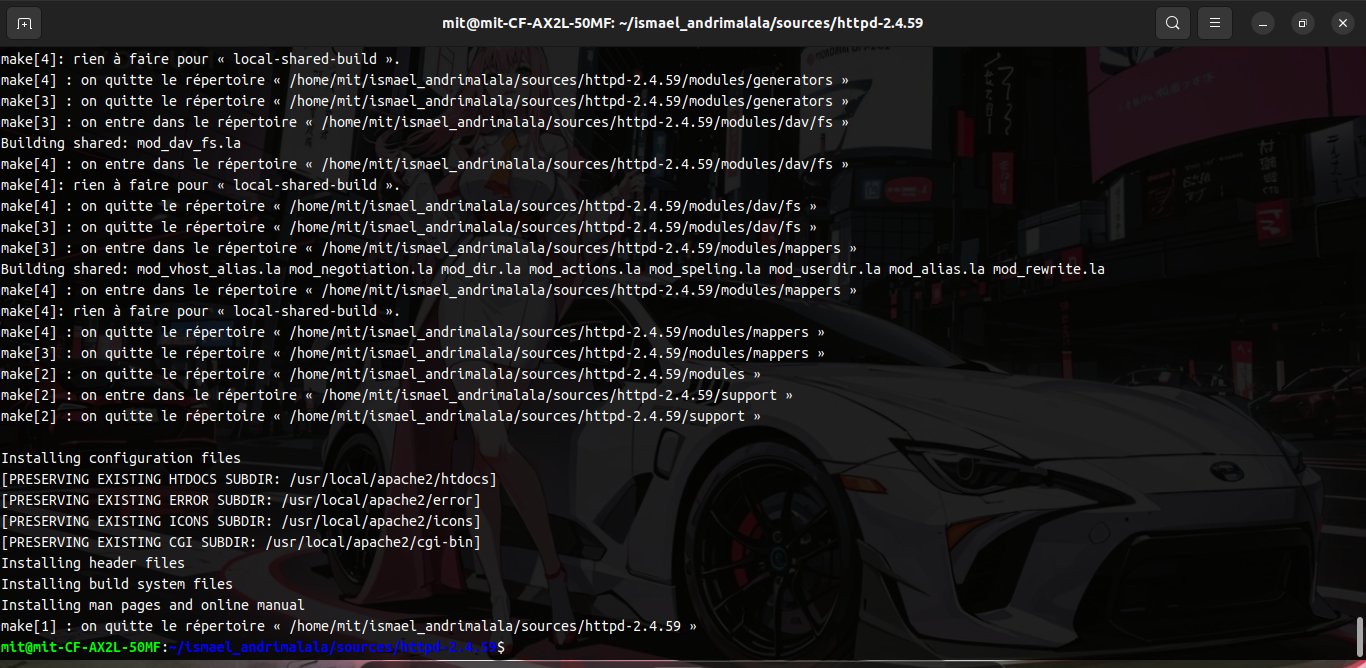 mit@mit-CF-AX2L-50MF: ~/ismael_andrimalala/sources/httpd-2.4.59
make[4]: rien à faire pour « local-shared-build ».
make[4] : on quitte le répertoire « /home/mit/ismael_andrimalala/sources/httpd-2.4.59/modules/generators »
make[3] : on quitte le répertoire « /home/mit/ismael_andrimalala/sources/httpd-2.4.59/modules/generators »
make[3] : on entre dans le répertoire « /home/mit/ismael_andrimalala/sources/httpd-2.4.59/modules/dav/fs »
Building shared: mod_dav_fs.la
make[4] : on entre dans le répertoire « /home/mit/ismael_andrimalala/sources/httpd-2.4.59/modules/dav/fs »
make[4]: rien à faire pour « local-shared-build ».
make[4] : on quitte le répertoire « /home/mit/ismael_andrimalala/sources/httpd-2.4.59/modules/dav/fs »
make[3] : on quitte le répertoire « /home/mit/ismael_andrimalala/sources/httpd-2.4.59/modules/dav/fs »
make[3] : on entre dans le répertoire « /home/mit/ismael_andrimalala/sources/httpd-2.4.59/modules/mappers »
Building shared: mod_vhost_alias.la mod_negotiation.la mod_dir.la mod_actions.la mod_speling.la mod_userdir.la mod_alias.la mod_rewrite.la
make[4] : on entre dans le répertoire « /home/mit/ismael_andrimalala/sources/httpd-2.4.59/modules/mappers »
make[4]: rien à faire pour « local-shared-build ».
make[4] : on quitte le répertoire « /home/mit/ismael_andrimalala/sources/httpd-2.4.59/modules/mappers »
make[3] : on quitte le répertoire « /home/mit/ismael_andrimalala/sources/httpd-2.4.59/modules/mappers »
make[2] : on quitte le répertoire « /home/mit/ismael_andrimalala/sources/httpd-2.4.59/modules »
make[2] : on entre dans le répertoire « /home/mit/ismael_andrimalala/sources/httpd-2.4.59/support »
make[2] : on quitte le répertoire « /home/mit/ismael_andrimalala/sources/httpd-2.4.59/support »
Installing configuration files
[PRESERVING EXISTING HTDOCS SUBDIR: /usr/local/apache2/htdocs]
[PRESERVING EXISTING ERROR SUBDIR: /usr/local/apache2/error]
[PRESERVING EXISTING ICONS SUBDIR: /usr/local/apache2/icons]
[PRESERVING EXISTING CGI SUBDIR: /usr/local/apache2/cgi-bin]
Installing header files
Installing build system files
Installing man pages and online manual
make[1] : on quitte le répertoire « /home/mit/ismael_andrimalala/sources/httpd-2.4.59 »
mit@mit-CF-AX2L-50MF:~/ismael_andrimalala/sources/httpd-2.4.59$